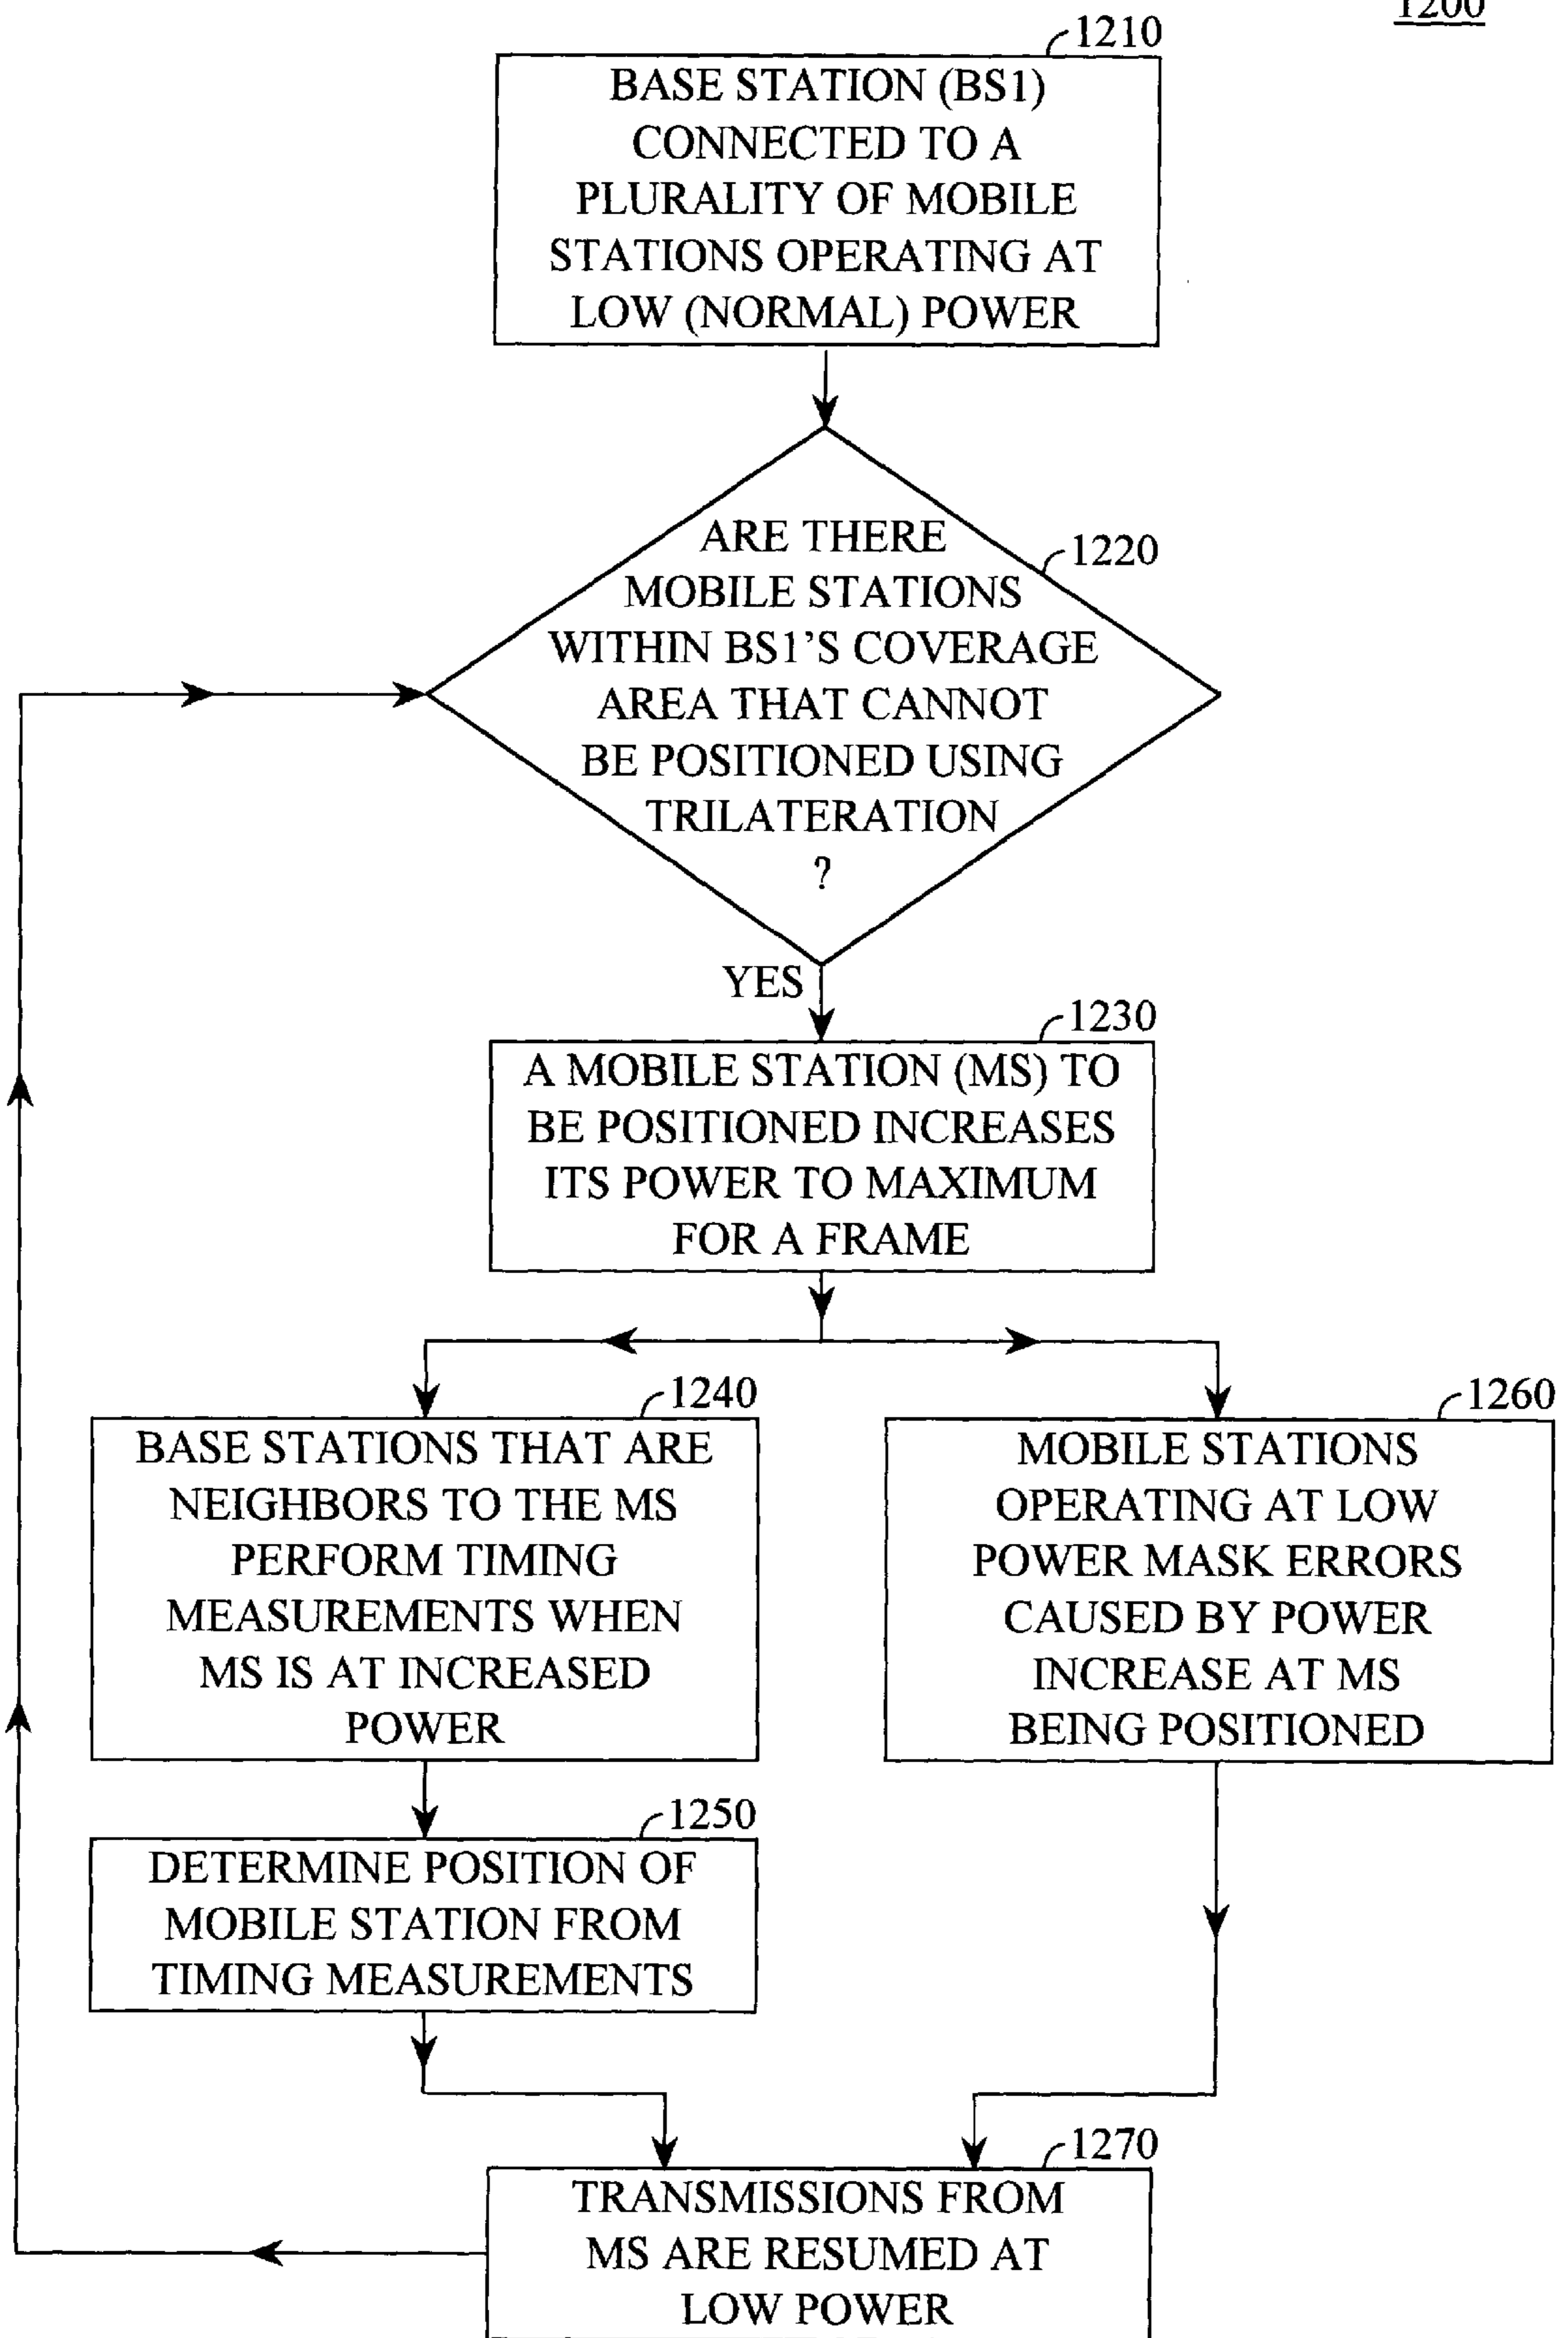 1200
1210
BASE STATION (BS1)
CONNECTED TO A
PLURALITY OF MOBILE
STATIONS OPERATING AT
LOW (NORMAL) POWER
1220
ARE THERE
MOBILE STATIONS
WITHIN BS1'S COVERAGE
AREA THAT CANNOT
BE POSITIONED USING
TRILATERATION
?
YES
1230
A MOBILE STATION (MS) TO
BE POSITIONED INCREASES
ITS POWER TO MAXIMUM
FOR A FRAME
1240
BASE STATIONS THAT ARE
NEIGHBORS TO THE MS
PERFORM TIMING
MEASUREMENTS WHEN
MS IS AT INCREASED
POWER
1260
MOBILE STATIONS
OPERATING AT LOW
POWER MASK ERRORS
CAUSED BY POWER
INCREASE AT MS
BEING POSITIONED
1250
DETERMINE POSITION OF
MOBILE STATION FROM
TIMING MEASUREMENTS
1270
TRANSMISSIONS FROM
MS ARE RESUMED AT
LOW POWER